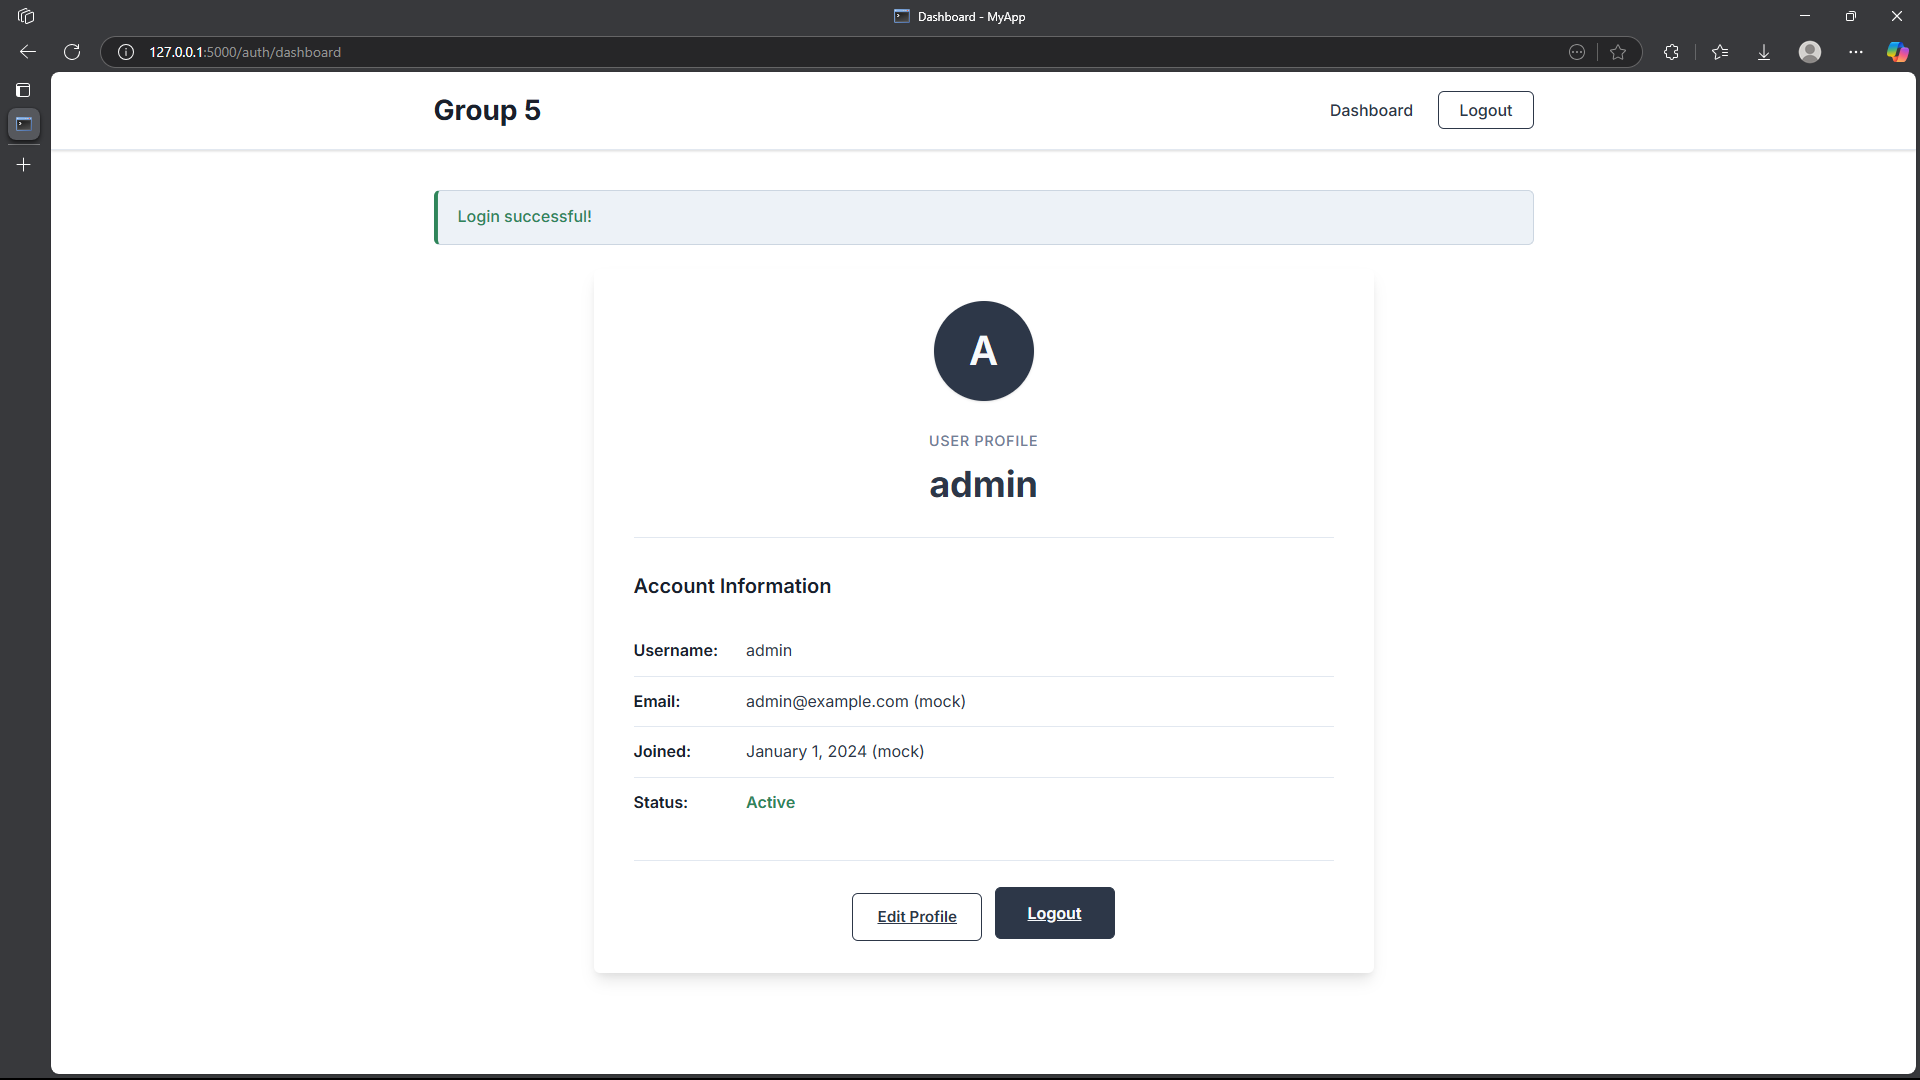 Dashboard - MyApp
127.0.0.1:5000/auth/dashboard
Group 5
Dashboard
Logout
Login successful!
A
USER PROFILE
admin
Account Information
Username: admin
Email: admin@example.com (mock)
Joined: January 1, 2024 (mock)
Status: Active
Edit Profile
Logout